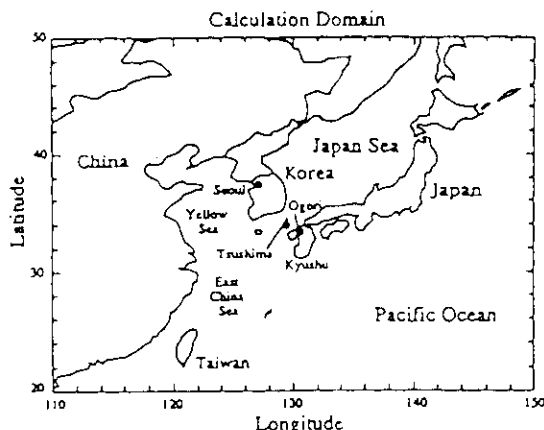 Calculation Domain
50
40
30
20
Latitude
China
Japan Sea
Korea
Seoul
Japan
Yellow
Sea
Tsushima
Kyushu
East
China
Sea
Pacific Ocean
Taiwan
110
120
130
140
150
Longitude